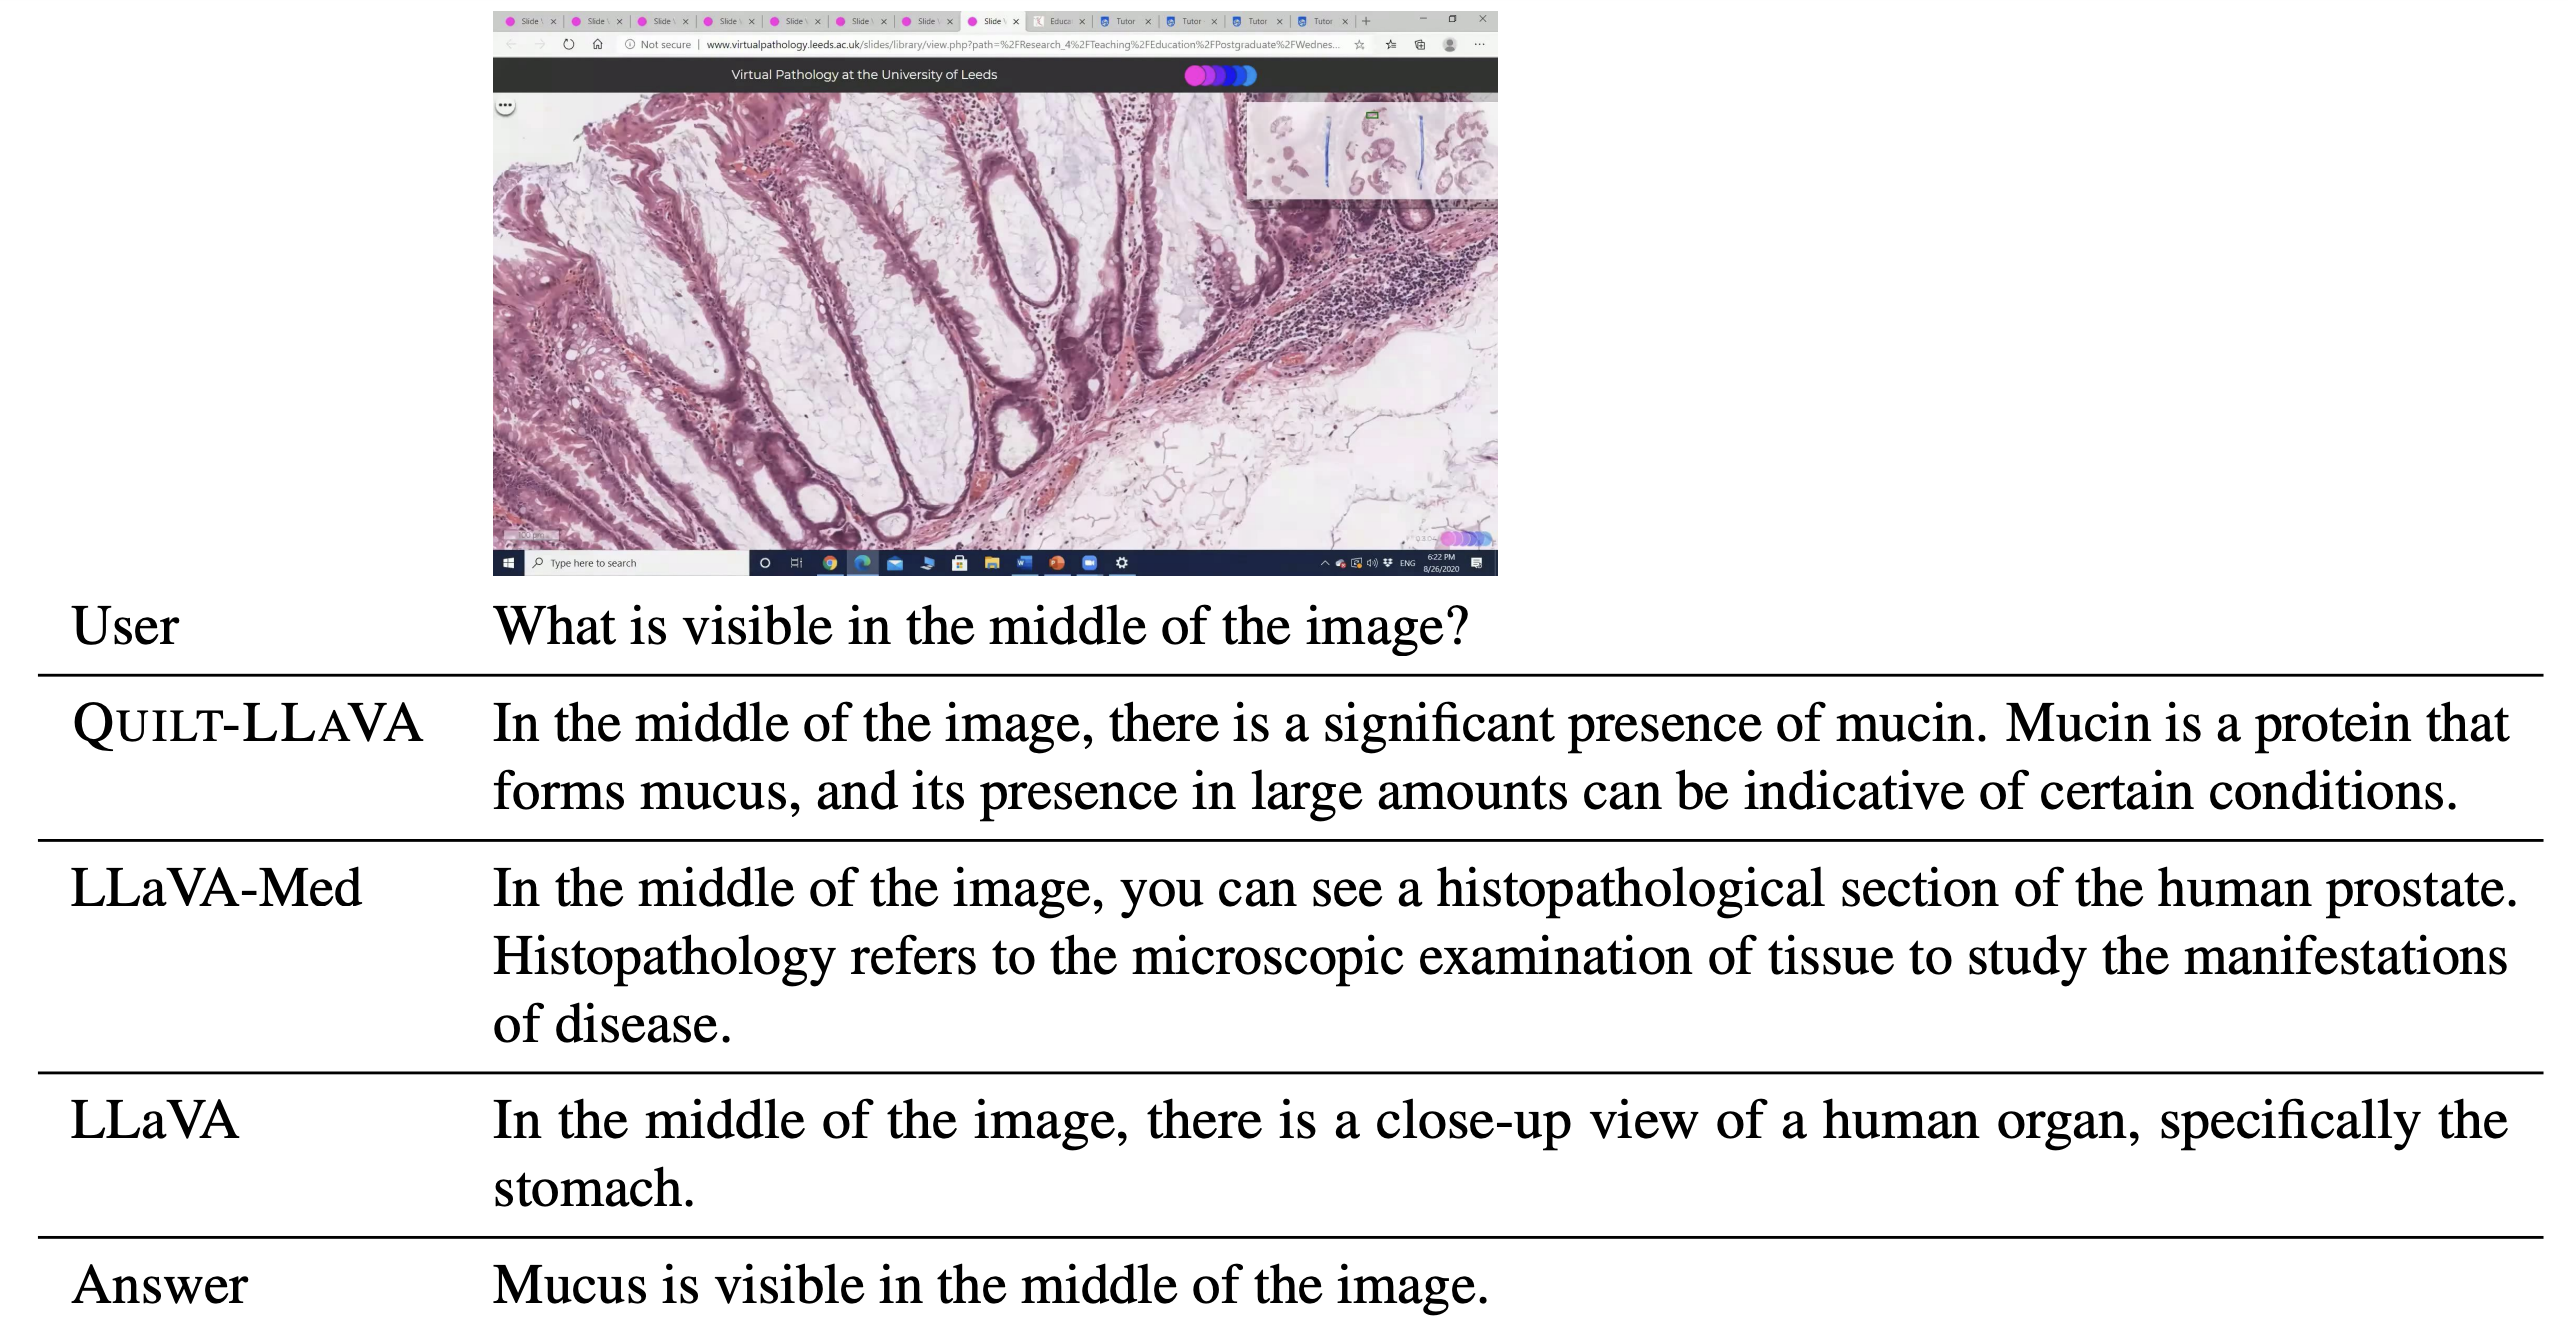 Slide Slide Slide Slide Slide Slide Slide Slide Educa Tutor Tutor Tutor Tutor
Not secure | www.virtualpathology.leeds.ac.uk/slides/library/view.php?path=%2FResearch_4%2FTeaching%2FEducation%2FPostgraduate%2FWednes...
Virtual Pathology at the University of Leeds
Type here to search
ENG
6:22 PM
8/26/2020
User What is visible in the middle of the image?
QUILT-LLAVA In the middle of the image, there is a significant presence of mucin. Mucin is a protein that
forms mucus, and its presence in large amounts can be indicative of certain conditions.
LLaVA-Med In the middle of the image, you can see a histopathological section of the human prostate.
Histopathology refers to the microscopic examination of tissue to study the manifestations
of disease.
LLaVA In the middle of the image, there is a close-up view of a human organ, specifically the
stomach.
Answer Mucus is visible in the middle of the image.